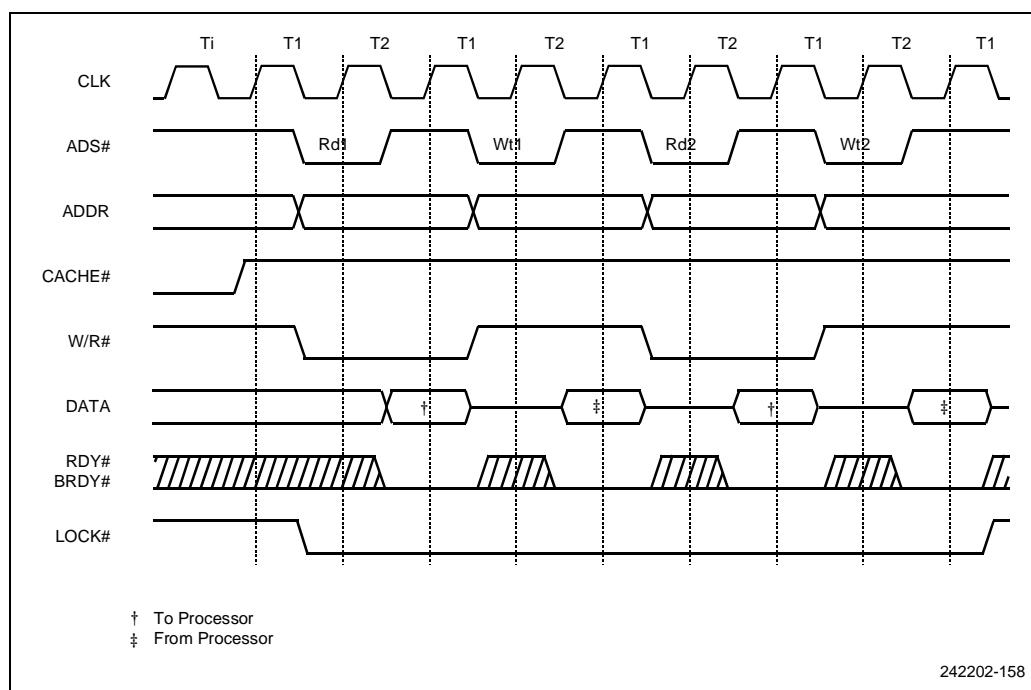 Ti T1 T2 T1 T2 T1 T2 T1 T2 T1
CLK
ADS# Rd1 Wt1 Rd2 Wt2
ADDR
CACHE#
W/R#
DATA † ‡ † ‡
RDY#
BRDY#
LOCK#
† To Processor
‡ From Processor
242202-158